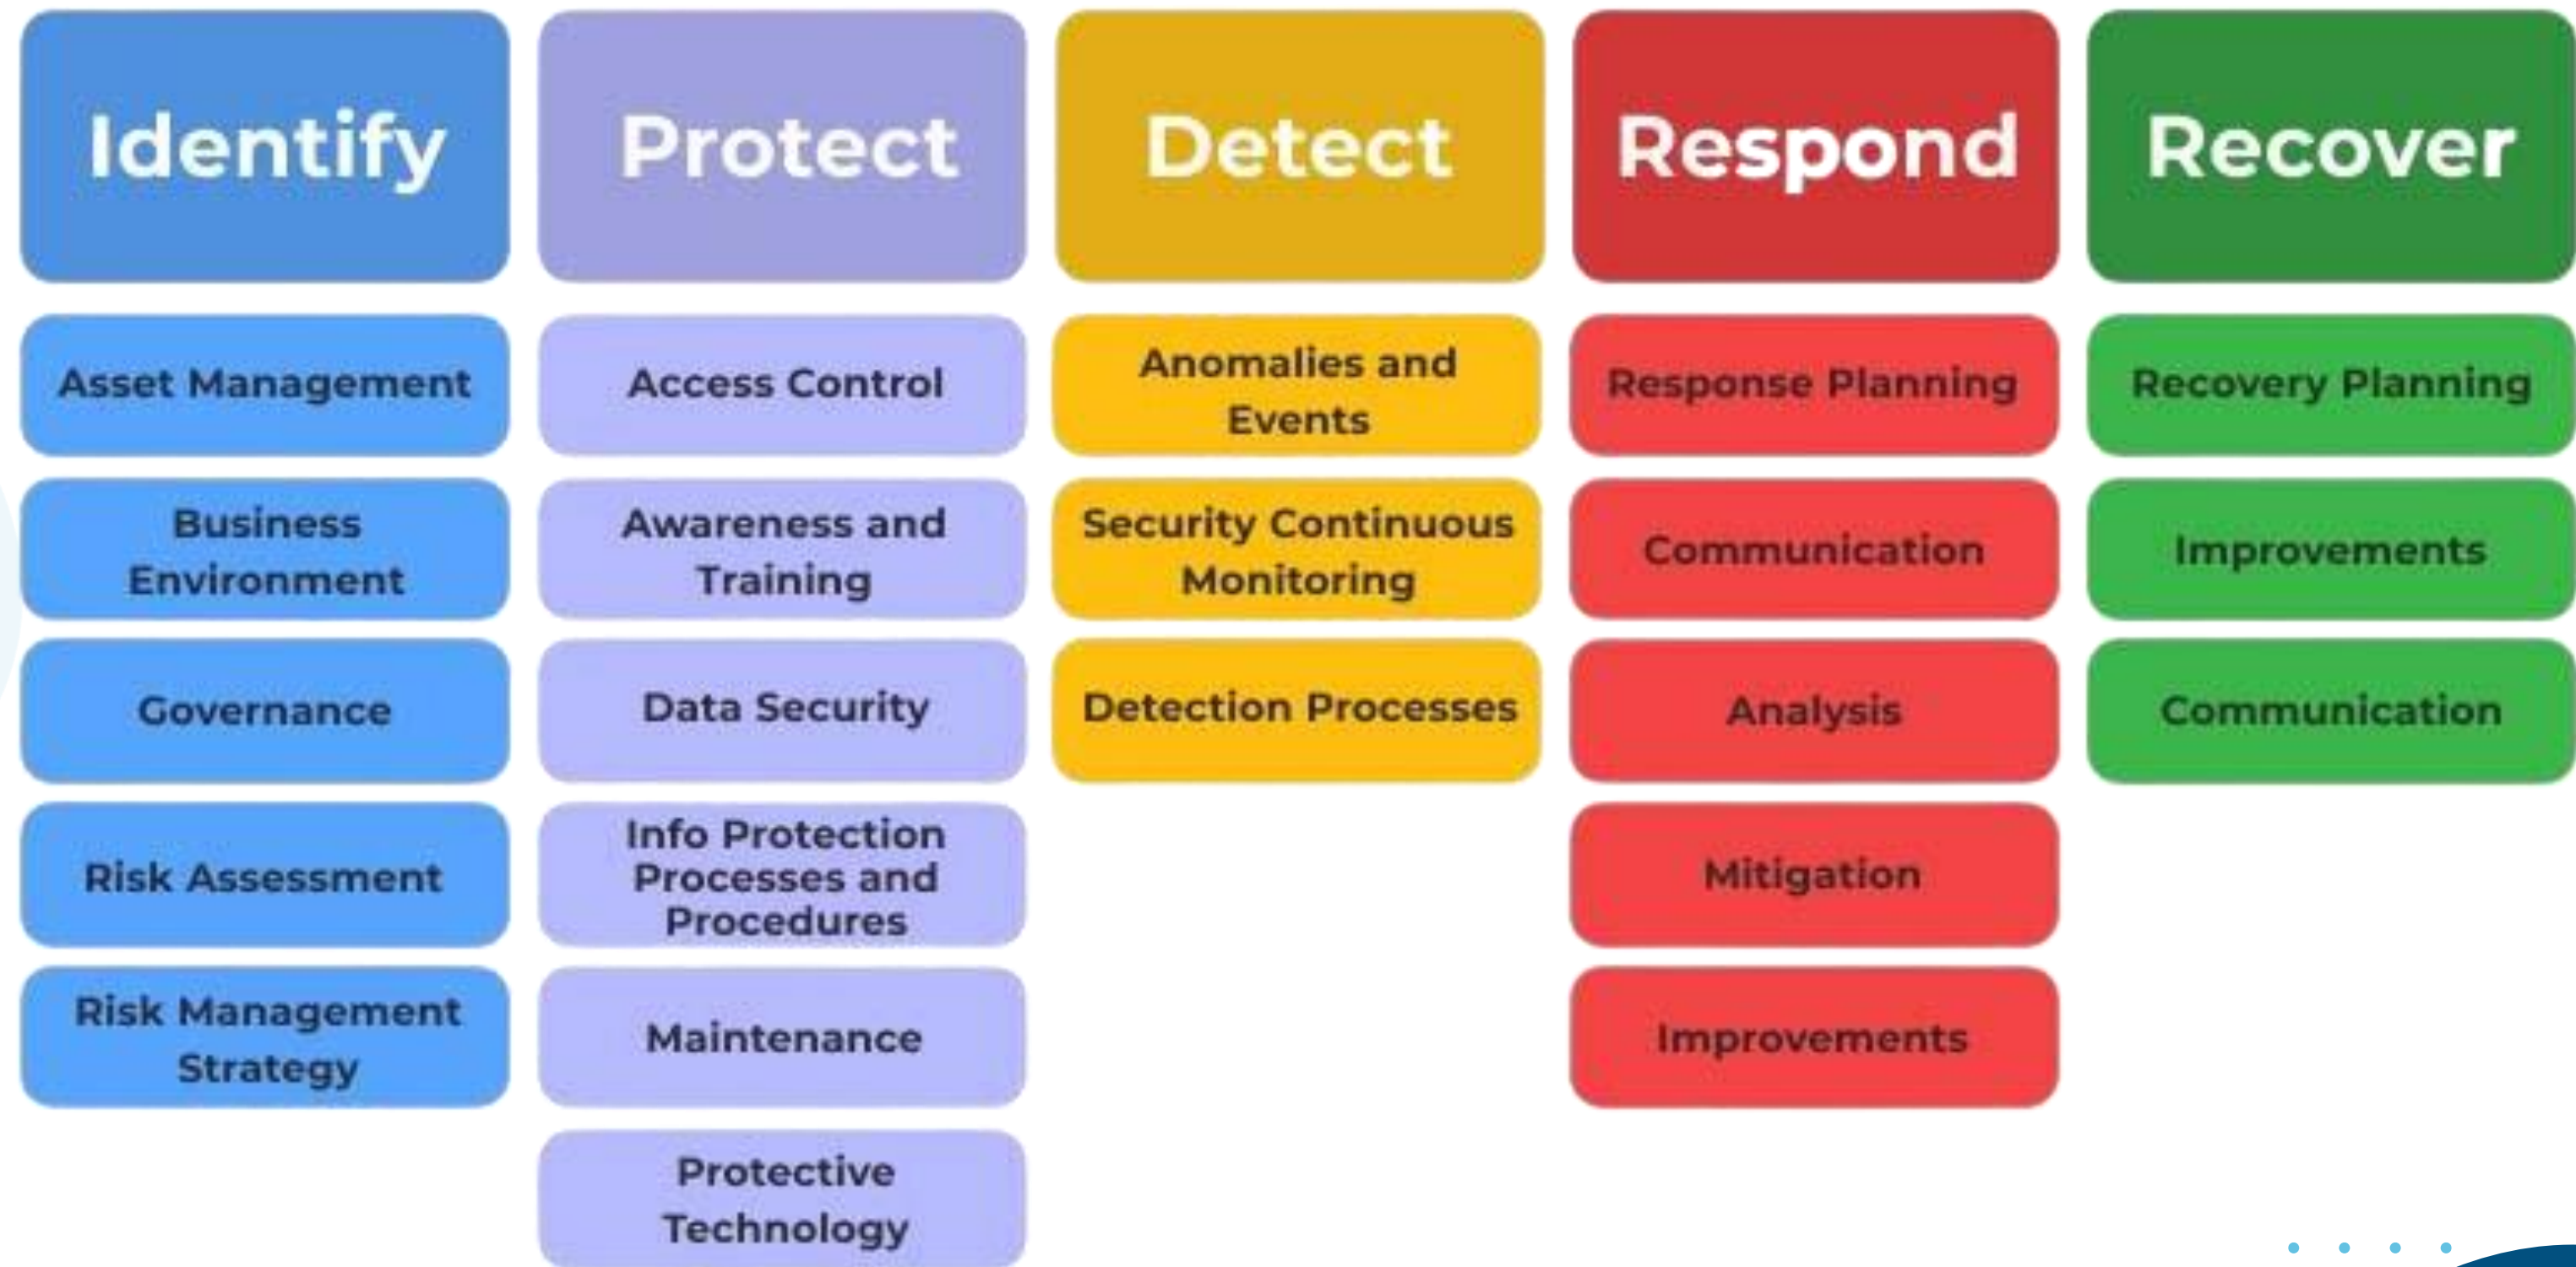 Identify
Protect
Detect
Respond
Recover
Asset Management
Access Control
Anomalies and
Events
Response Planning
Recovery Planning
Business
Environment
Awareness and
Training
Security Continuous
Monitoring
Communication
Improvements
Governance
Data Security
Detection Processes
Analysis
Communication
Risk Assessment
Info Protection
Processes and
Procedures
Mitigation
Risk Management
Strategy
Maintenance
Improvements
Protective
Technology